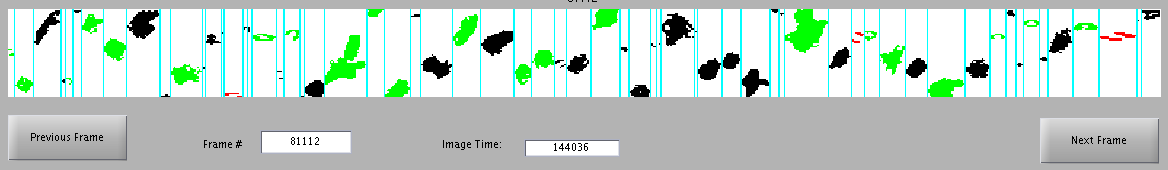 Previous Frame
Frame #
81112
Image Time:
144036
Next Frame